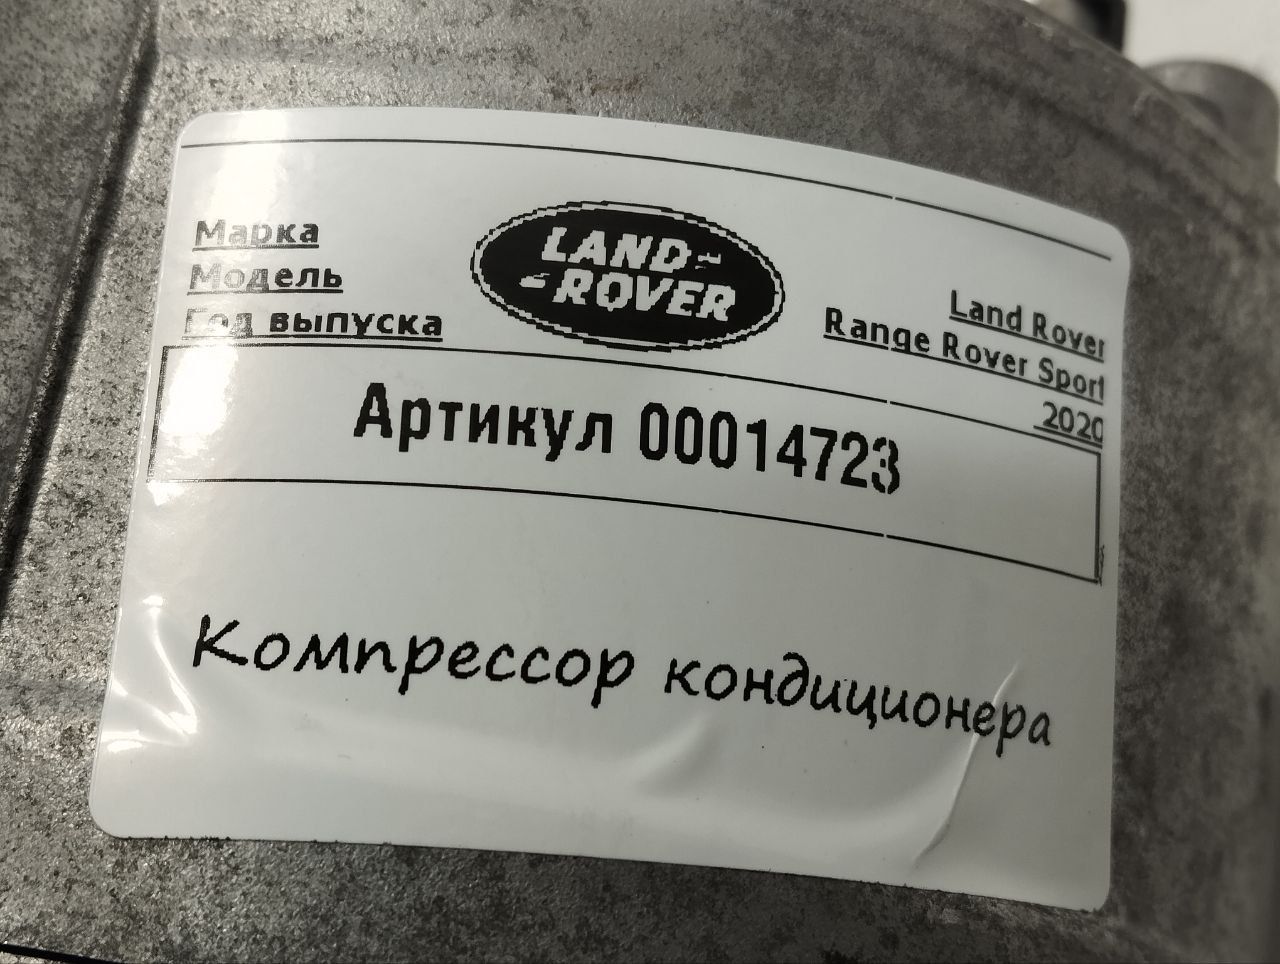 Марка
Модель
Год выпуска
LAND
ROVER
Land Rover
Range Rover Sport
2020
Артикул 00014723
Компрессор кондиционера